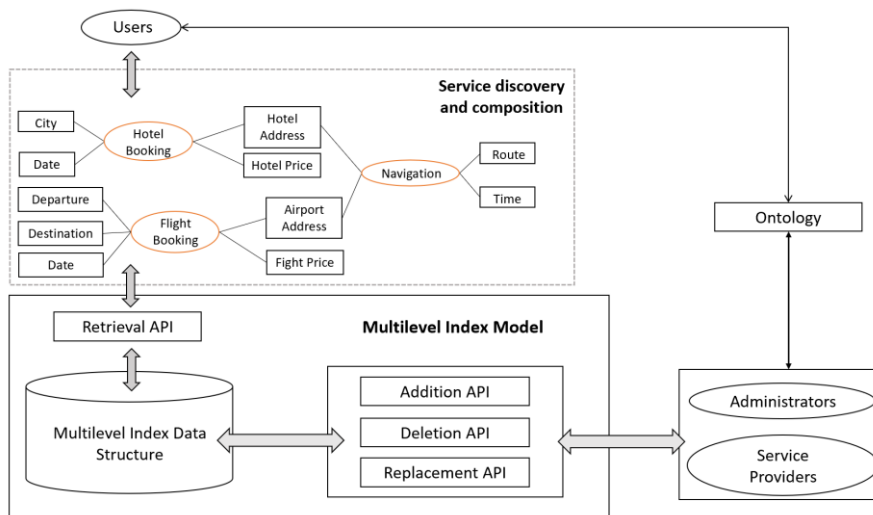 Users
Service discovery
and composition
City
Date
Hotel
Booking
Hotel
Address
Hotel Price
Navigation
Route
Time
Departure
Destination
Date
Flight
Booking
Airport
Address
Fight Price
Ontology
Retrieval API
Multilevel Index Model
Multilevel Index Data
Structure
Addition API
Deletion API
Replacement API
Administrators
Service
Providers